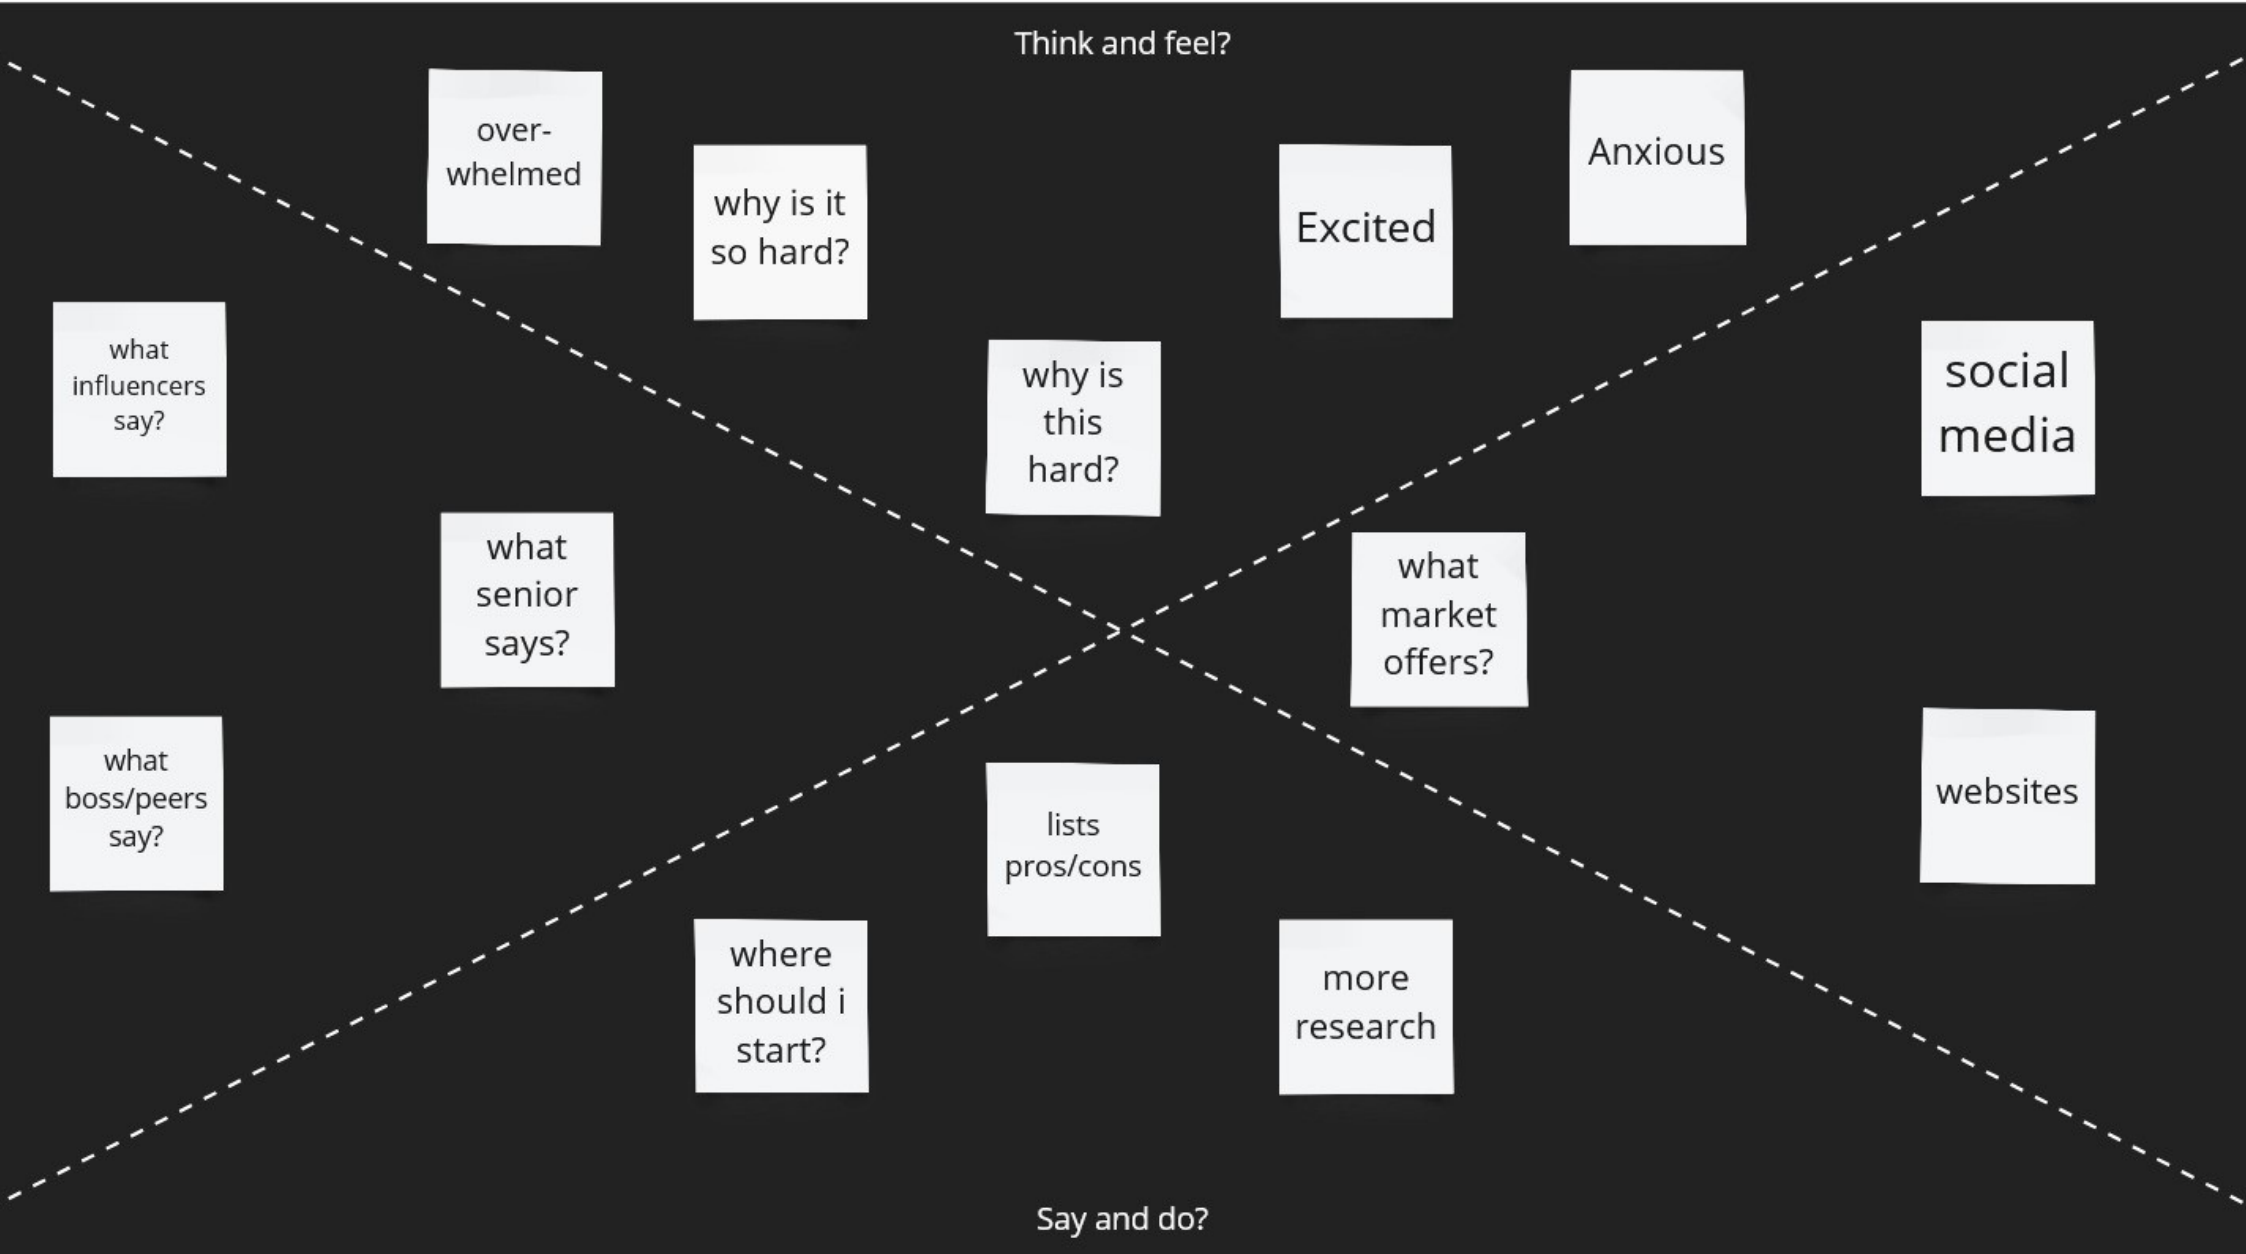 Think and feel?
over-
whelmed
why is it
so hard?
Excited
Anxious
why is
this
hard?
what
influencers
say?
what
senior
says?
what
boss/peers
say?
social
media
what
market
offers?
websites
lists
pros/cons
where
should i
start?
more
research
Say and do?